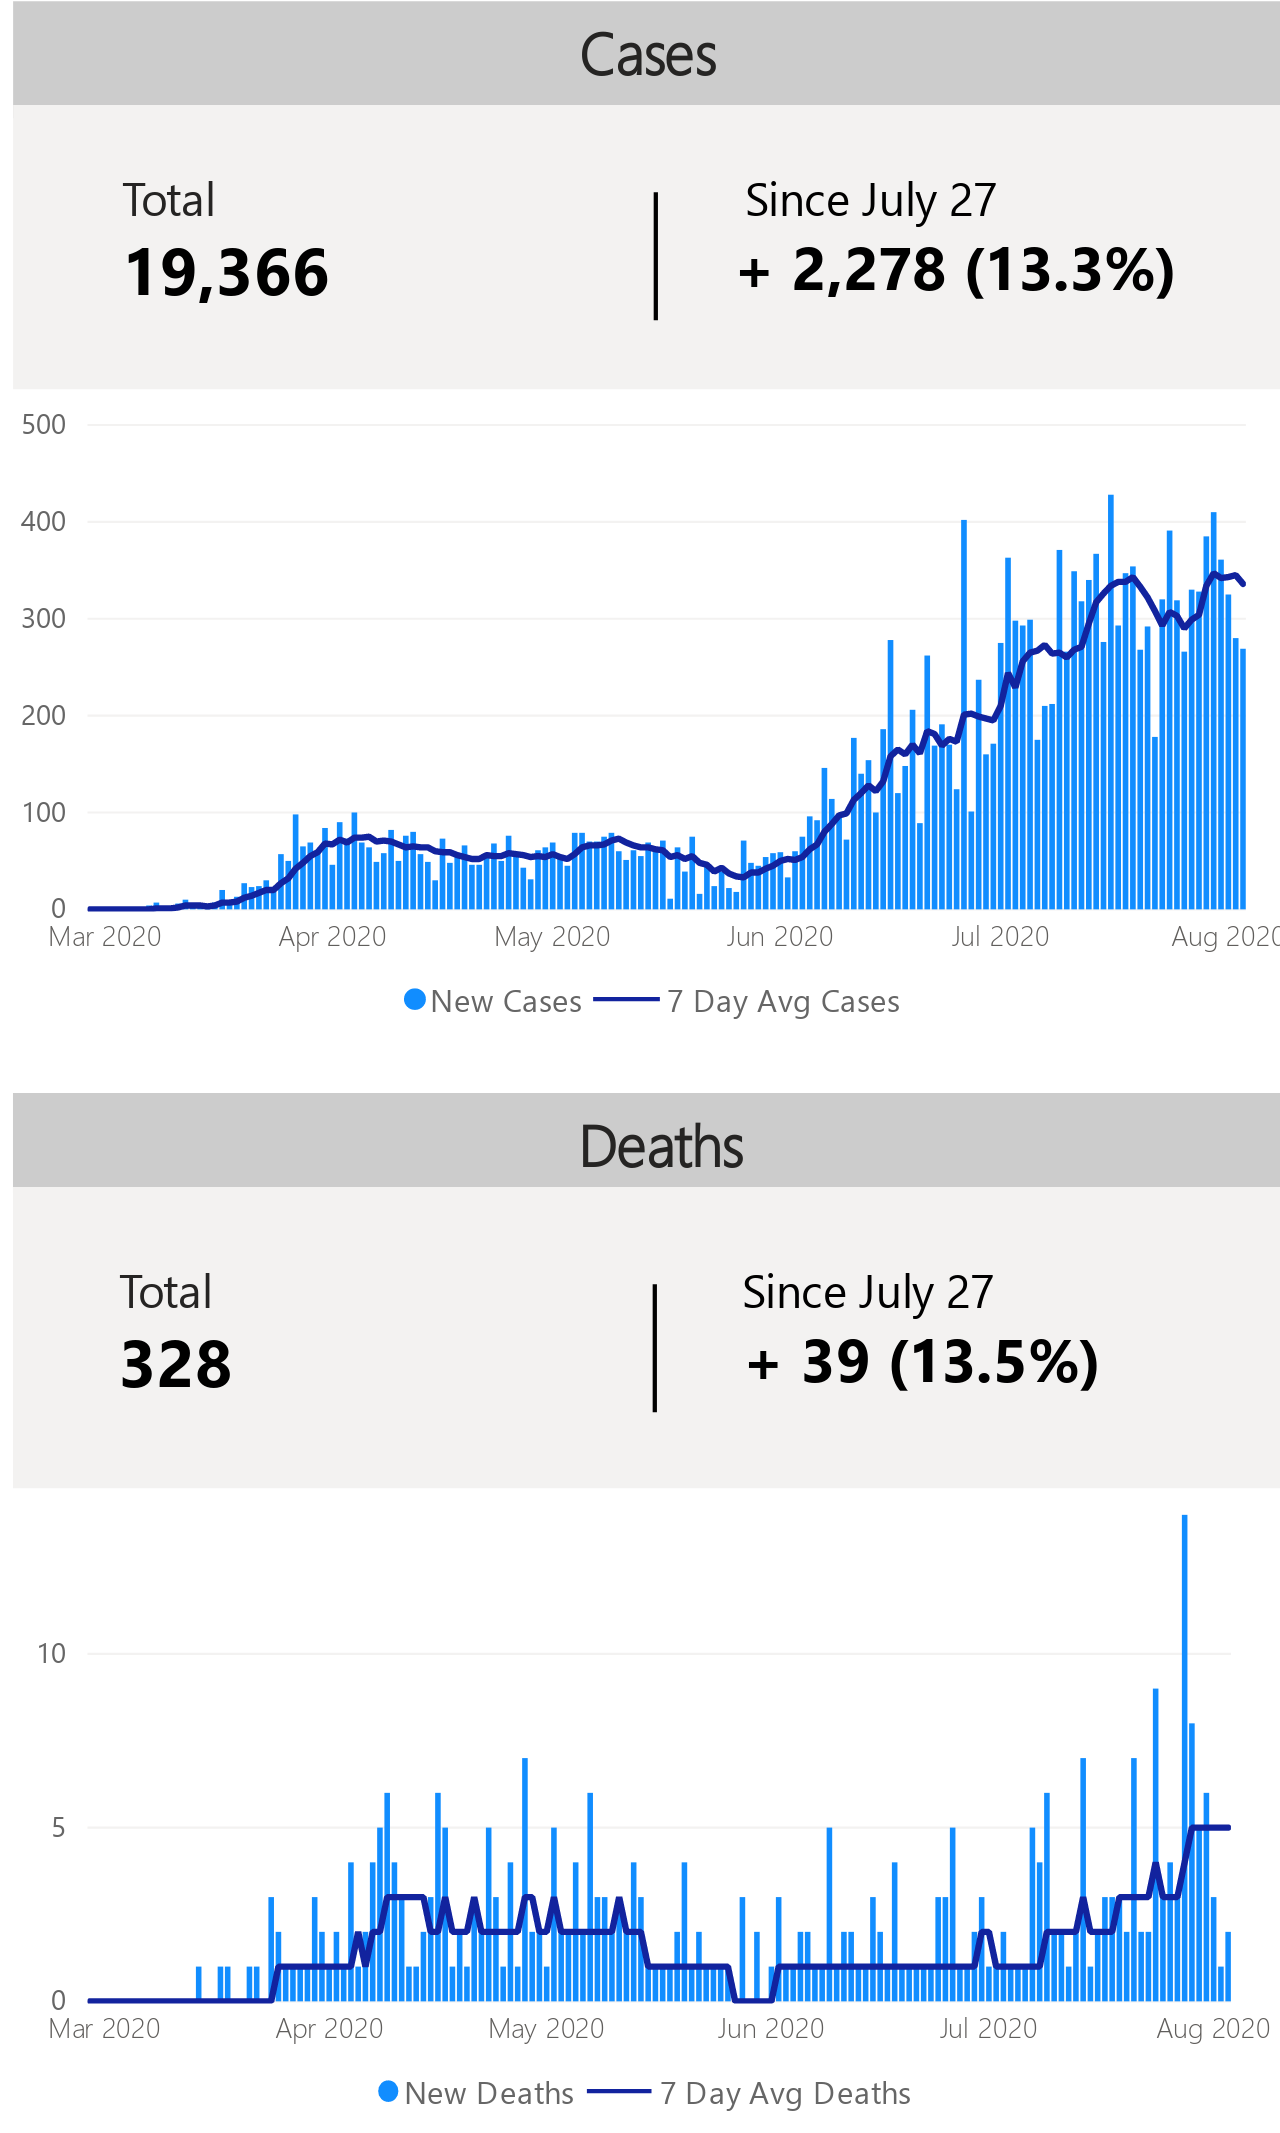 Cases
Total
Since July 27
19,366
+ 2,278 (13.3%)
500
400
300
200
100
0
Mar 2020 Apr 2020 May 2020 Jun 2020 Jul 2020 Aug 2020
New Cases 7 Day Avg Cases
Deaths
Total
Since July 27
328
+ 39 (13.5%)
10
5
0
Mar 2020 Apr 2020 May 2020 Jun 2020 Jul 2020 Aug 2020
New Deaths 7 Day Avg Deaths